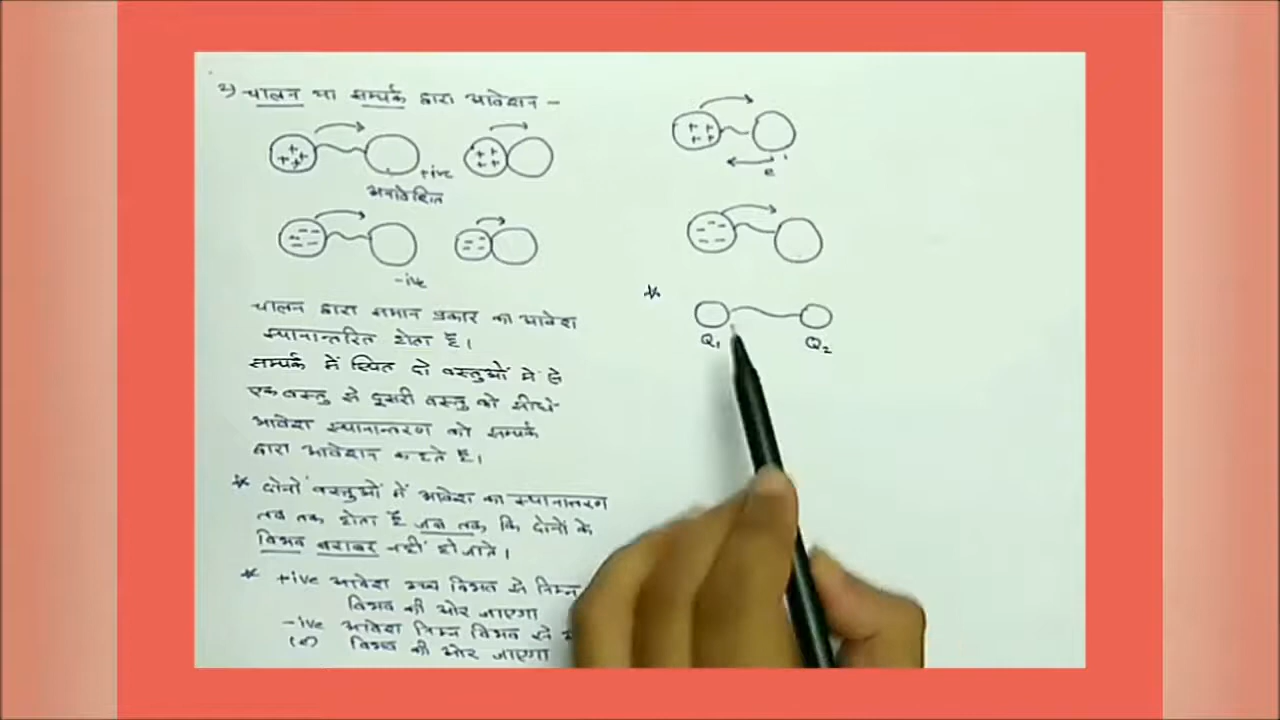 2) चालन या सम्पर्क द्वारा आवेशन -
+ive
अनावेशित
-ive
चालन द्वारा समान प्रकार का आवेश
स्थानान्तरित होता है।
सम्पर्क में स्थित दो वस्तुओं में से
एक वस्तु से दूसरी वस्तु को सीधे
आवेश स्थानान्तरण को सम्पर्क
द्वारा आवेशन कहते है।
* दोनों वस्तुओं में आवेश का स्थानान्तरण
तब तक होता है जब तक कि दोनों के
विभव बराबर नहीं हो जाते।
* +ive आवेश उच्च विभव से निम्न
विभव की ओर जाएगा
-ive आवेश निम्न विभव से
(e) विभव की ओर जाएगा
e
*
Q₁ Q₂